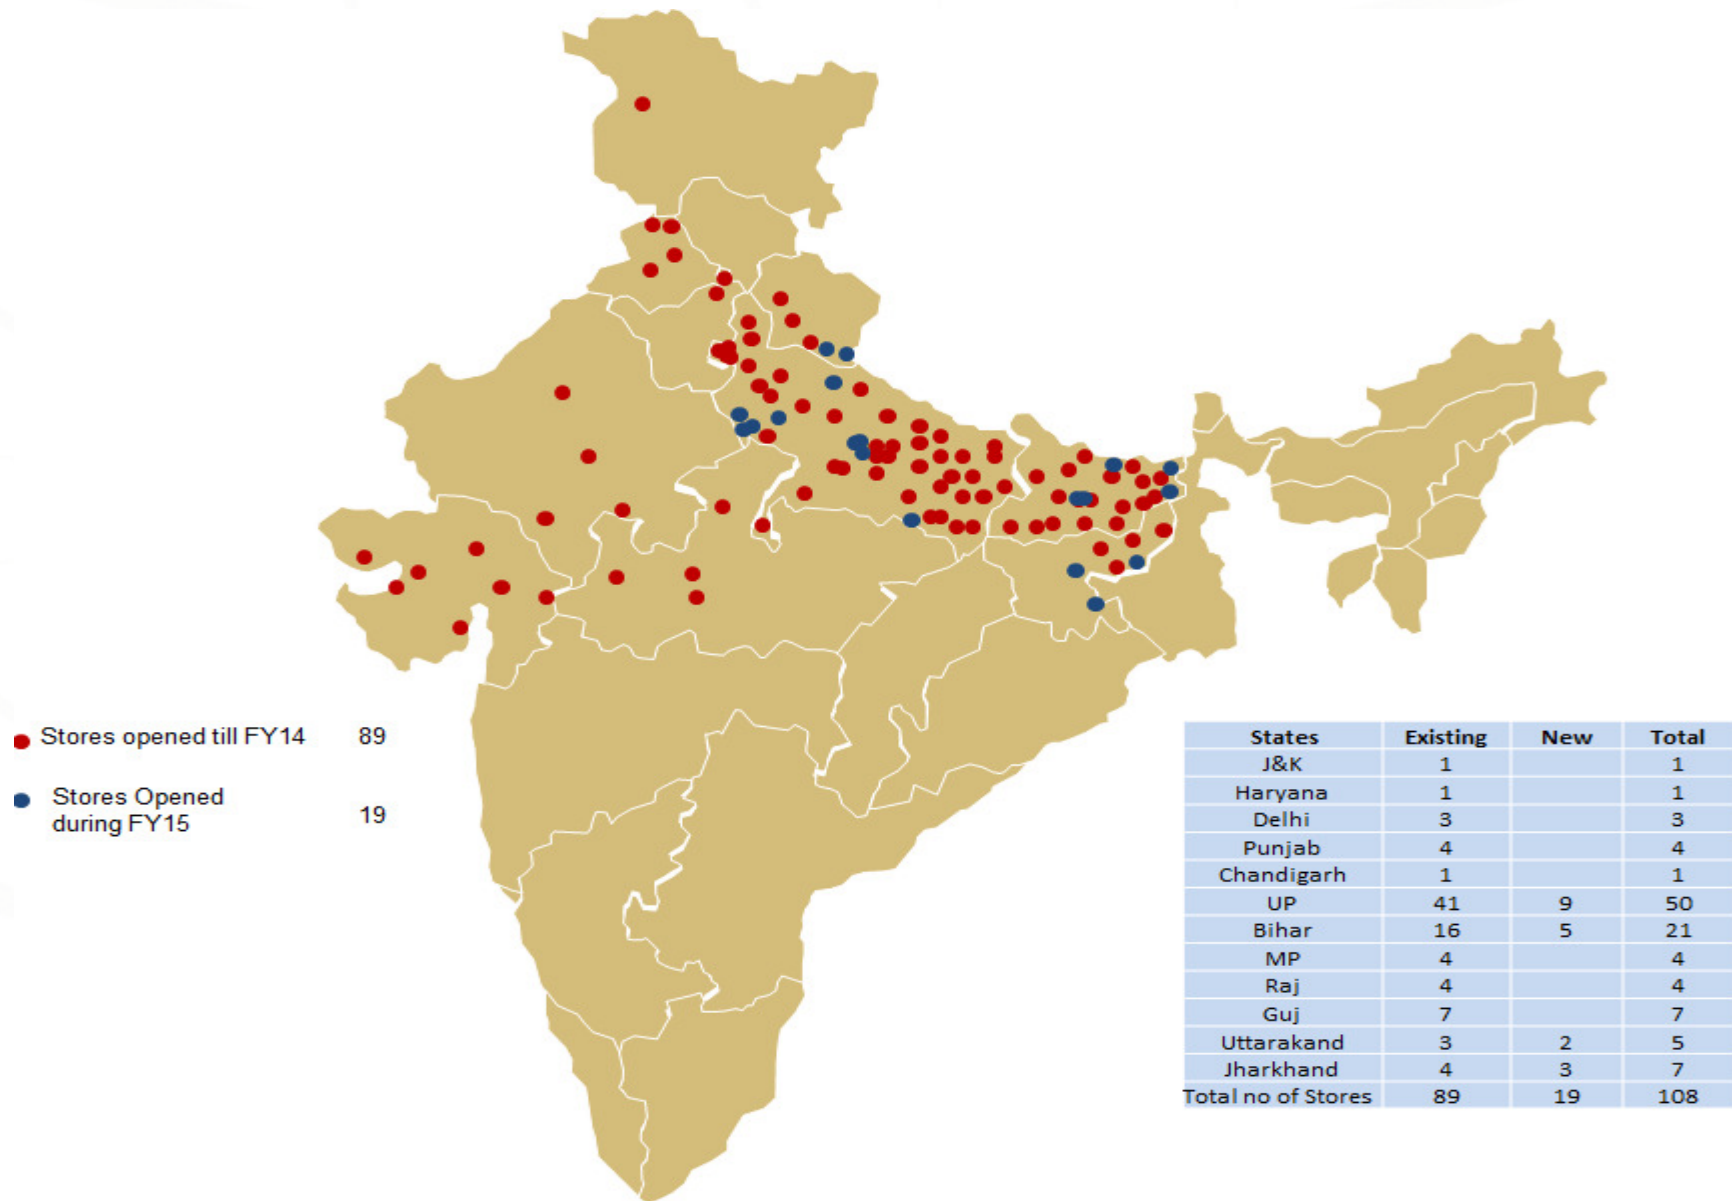 Stores opened till FY14 89
Stores Opened
during FY15 19
States Existing New Total
J&K 1 1
Haryana 1 1
Delhi 3 3
Punjab 4 4
Chandigarh 1 1
UP 41 9 50
Bihar 16 5 21
MP 4 4
Raj 4 4
Guj 7 7
Uttarakand 3 2 5
Jharkhand 4 3 7
Total no of Stores 89 19 108